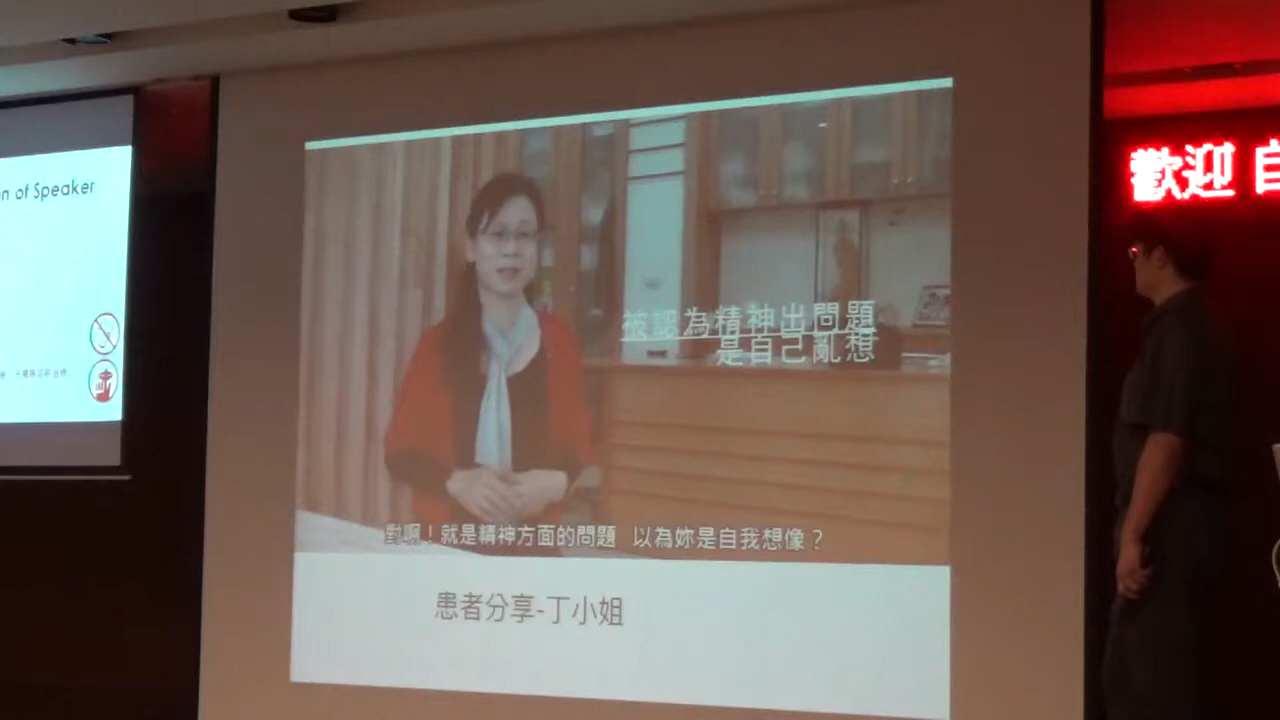 n of Speaker
被認為精神出問題
是自己亂想
對啊！就是精神方面的問題 以為妳是自我想像？
患者分享-丁小姐
歡迎 自